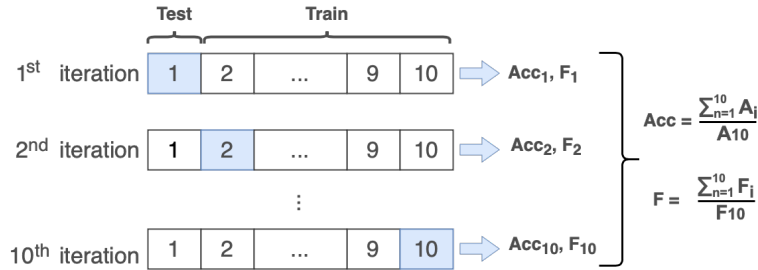 Test Train
1st iteration 1 2 ... 9 10 Acc1, F1
2nd iteration 1 2 ... 9 10 Acc2, F2
⋮
10th iteration 1 2 ... 9 10 Acc10, F10
Acc = ∑10n=1 Ai / A10
F = ∑10n=1 Fi / F10